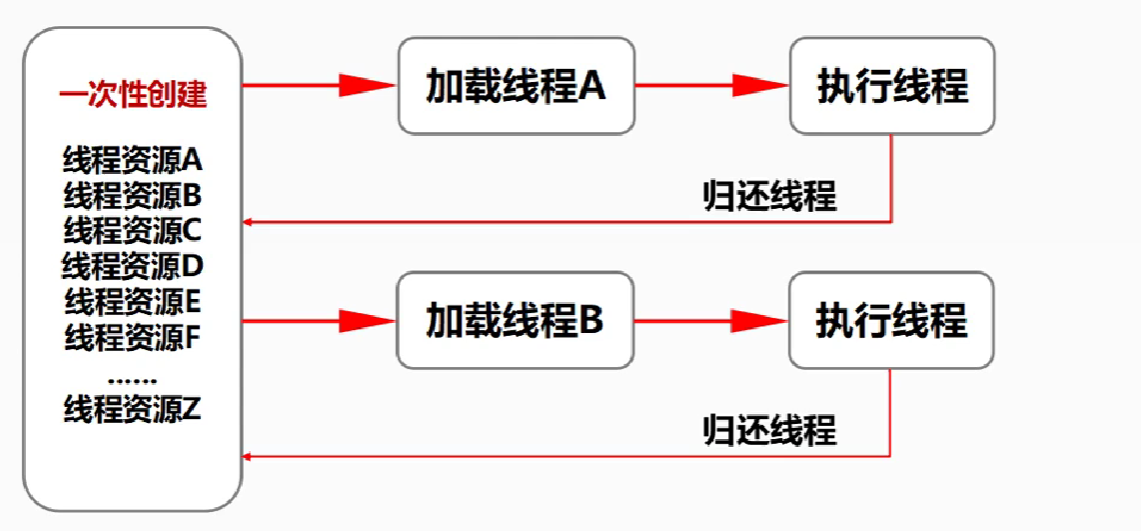 一次性创建
线程资源A
线程资源B
线程资源C
线程资源D
线程资源E
线程资源F
......
线程资源Z
加载线程A
执行线程
归还线程
加载线程B
执行线程
归还线程